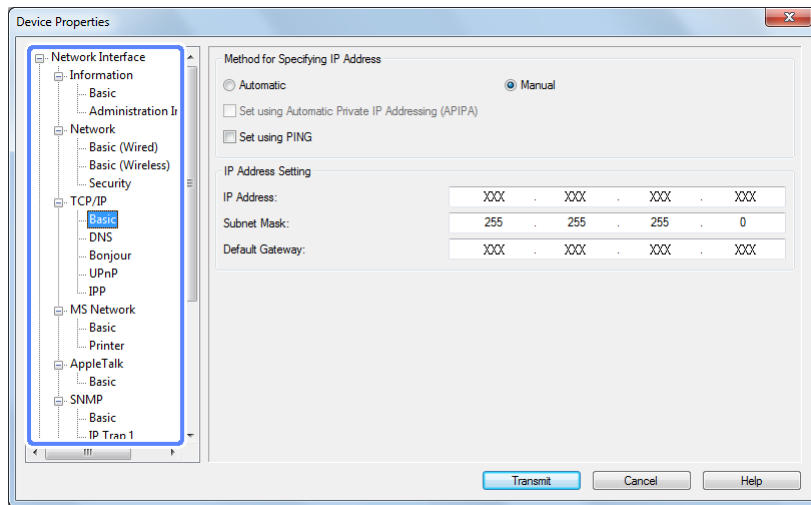 Device Properties
Network Interface
Information
Basic
Administration Ir
Network
Basic (Wired)
Basic (Wireless)
Security
TCP/IP
Basic
DNS
Bonjour
UPnP
IPP
MS Network
Basic
Printer
AppleTalk
Basic
SNMP
Basic
IP Trap 1
Method for Specifying IP Address
Automatic Manual
Set using Automatic Private IP Addressing (APIPA)
Set using PING
IP Address Setting
IP Address: XXX . XXX . XXX . XXX
Subnet Mask: 255 . 255 . 255 . 0
Default Gateway: XXX . XXX . XXX . XXX
Transmit Cancel Help